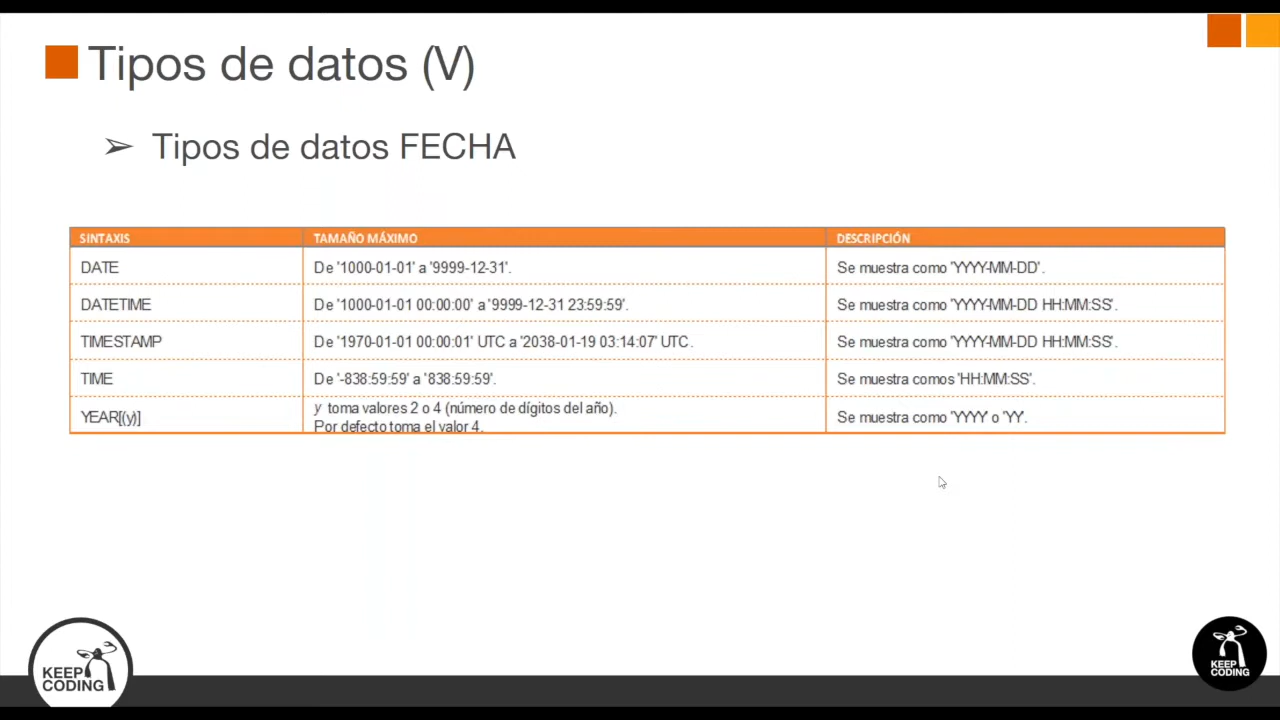 Tipos de datos (V)
➢ Tipos de datos FECHA
SINTAXIS TAMAÑO MÁXIMO DESCRIPCIÓN
DATE De '1000-01-01' a '9999-12-31'. Se muestra como 'YYYY-MM-DD'.
DATETIME De '1000-01-01 00:00:00' a '9999-12-31 23:59:59'. Se muestra como 'YYYY-MM-DD HH:MM:SS'.
TIMESTAMP De '1970-01-01 00:00:01' UTC a '2038-01-19 03:14:07' UTC. Se muestra como 'YYYY-MM-DD HH:MM:SS'.
TIME De '-838:59:59' a '838:59:59'. Se muestra comos 'HH:MM:SS'.
YEAR[(y)] y toma valores 2 o 4 (número de dígitos del año). Se muestra como 'YYYY' o 'YY'.
Por defecto toma el valor 4.
KEEP
CODING
KEEP
CODING